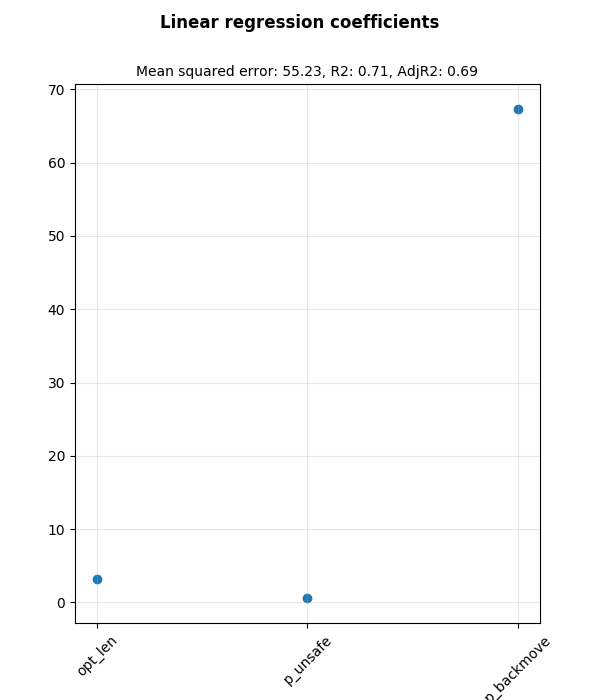 Linear regression coefficients
Mean squared error: 55.23, R2: 0.71, AdjR2: 0.69
70
60
50
40
30
20
10
0
opt_len
p_unsafe
p_backmove